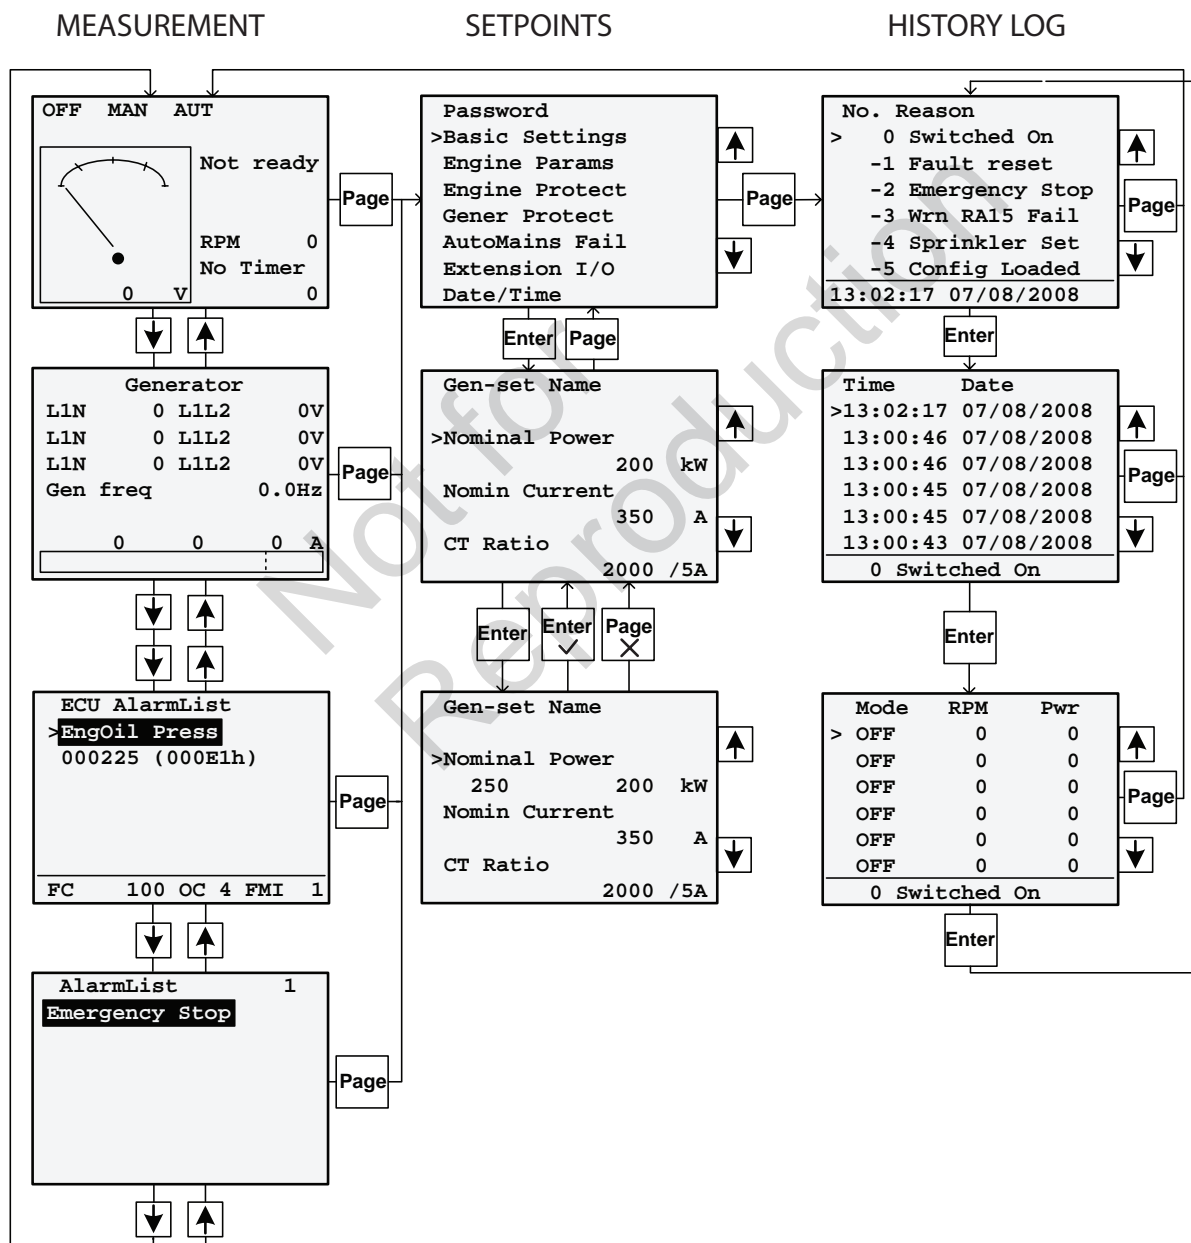 MEASUREMENT
SETPOINTS
HISTORY LOG
OFF MAN AUT
Not ready
RPM 0
No Timer
0 V 0
Page
Generator
L1N 0 L1L2 0V
L1N 0 L1L2 0V
L1N 0 L1L2 0V
Gen freq 0.0Hz
0 0 0 A
Page
ECU AlarmList
>EngOil Press
000225 (000E1h)
FC 100 OC 4 FMI 1
Page
AlarmList 1
Emergency Stop
Page
Password
>Basic Settings
Engine Params
Engine Protect
Gener Protect
AutoMains Fail
Extension I/O
Date/Time
Page
Enter
Page
Gen-set Name
>Nominal Power
200 kW
Nomin Current
350 A
CT Ratio
2000 /5A
Enter
Enter
Page
Gen-set Name
>Nominal Power
250 200 kW
Nomin Current
350 A
CT Ratio
2000 /5A
No. Reason
> 0 Switched On
-1 Fault reset
-2 Emergency Stop
-3 Wrn RA15 Fail
-4 Sprinkler Set
-5 Config Loaded
13:02:17 07/08/2008
Page
Enter
Time Date
>13:02:17 07/08/2008
13:00:46 07/08/2008
13:00:46 07/08/2008
13:00:45 07/08/2008
13:00:45 07/08/2008
13:00:43 07/08/2008
0 Switched On
Page
Enter
Mode RPM Pwr
> OFF 0 0
OFF 0 0
OFF 0 0
OFF 0 0
OFF 0 0
OFF 0 0
0 Switched On
Page
Enter
Not for
Reproduction